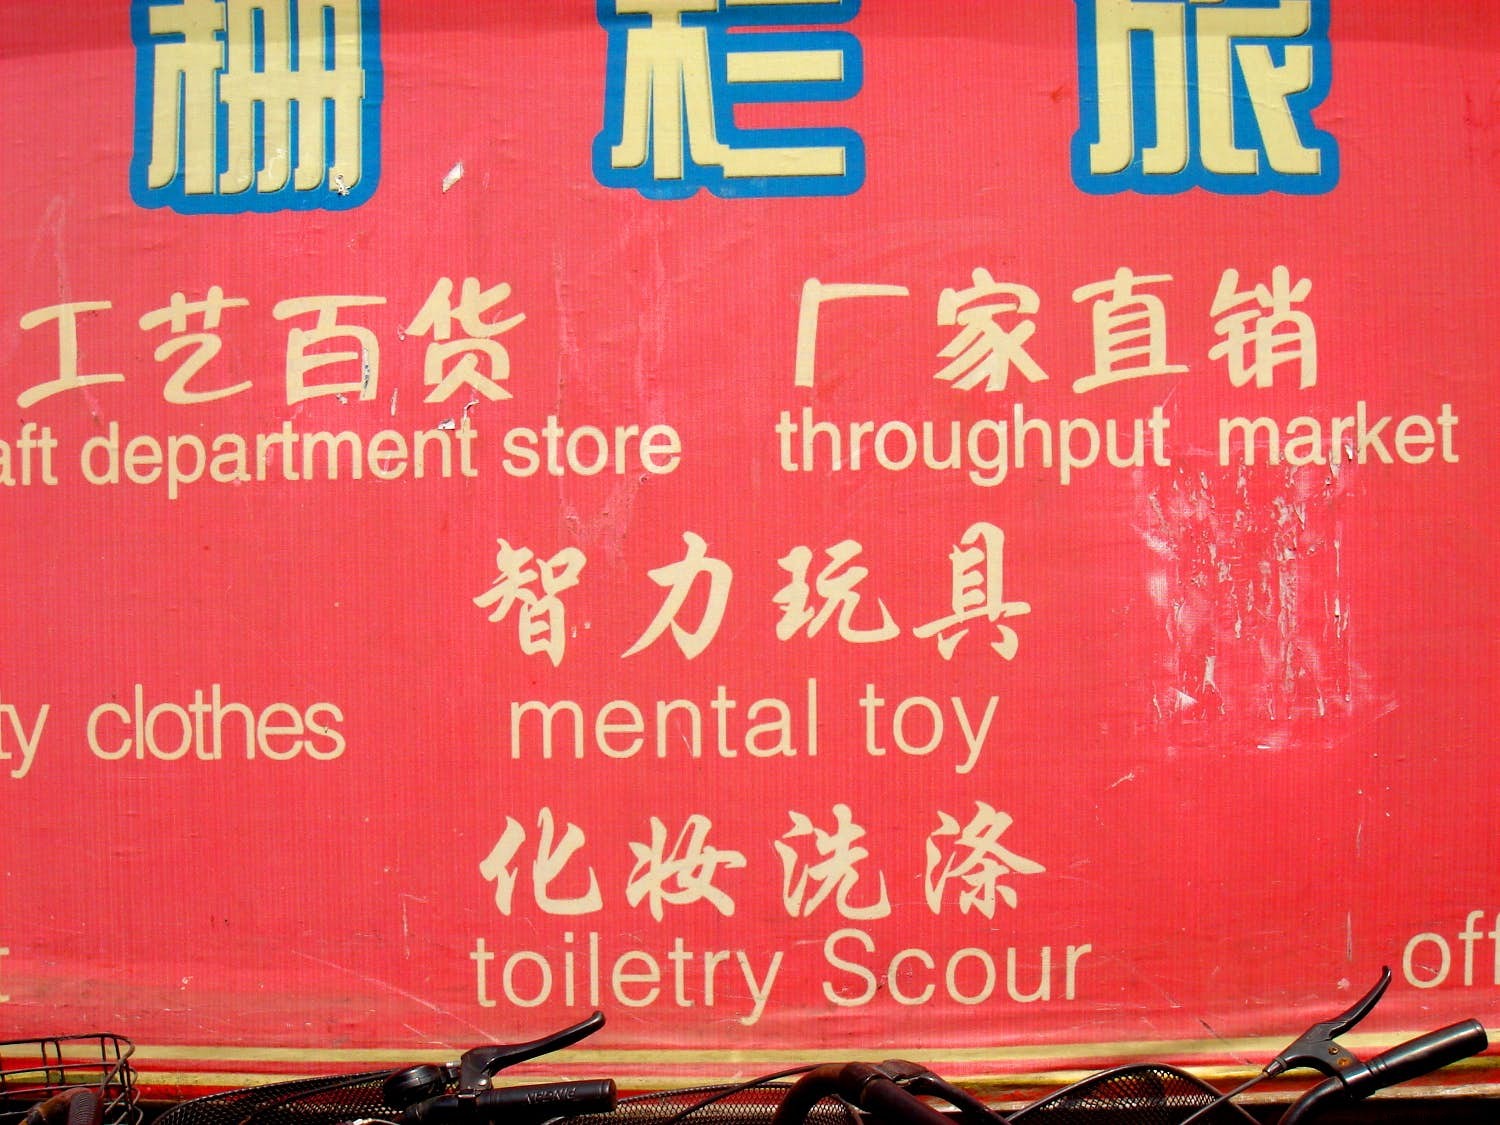 栅栏旅
工艺百货 厂家直销
aft department store throughput market
智力玩具
ty clothes mental toy
化妆洗涤
toiletry Scour off